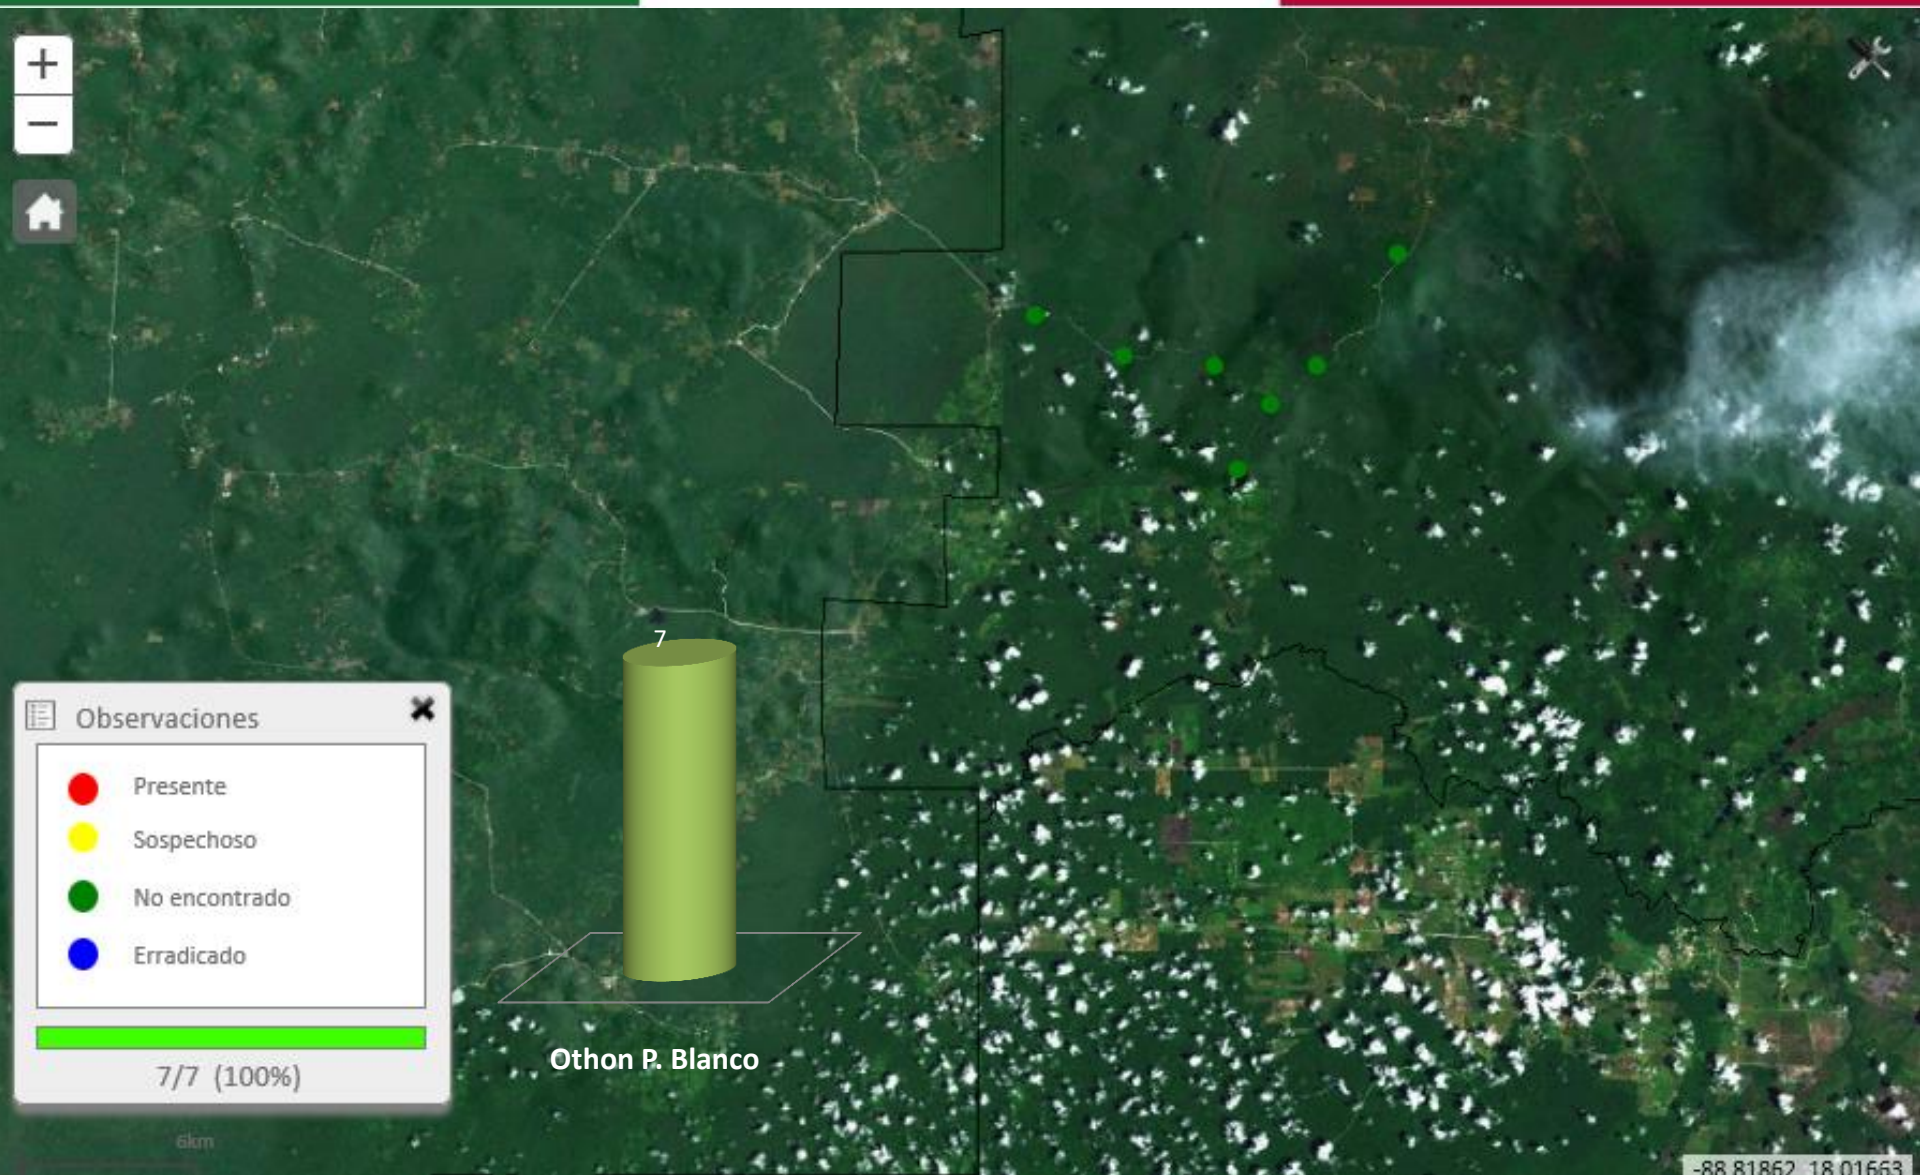 +
−
7
Observaciones
Presente
Sospechoso
No encontrado
Erradicado
7/7 (100%)
Othon P. Blanco
6km
-88.81862 18.01663